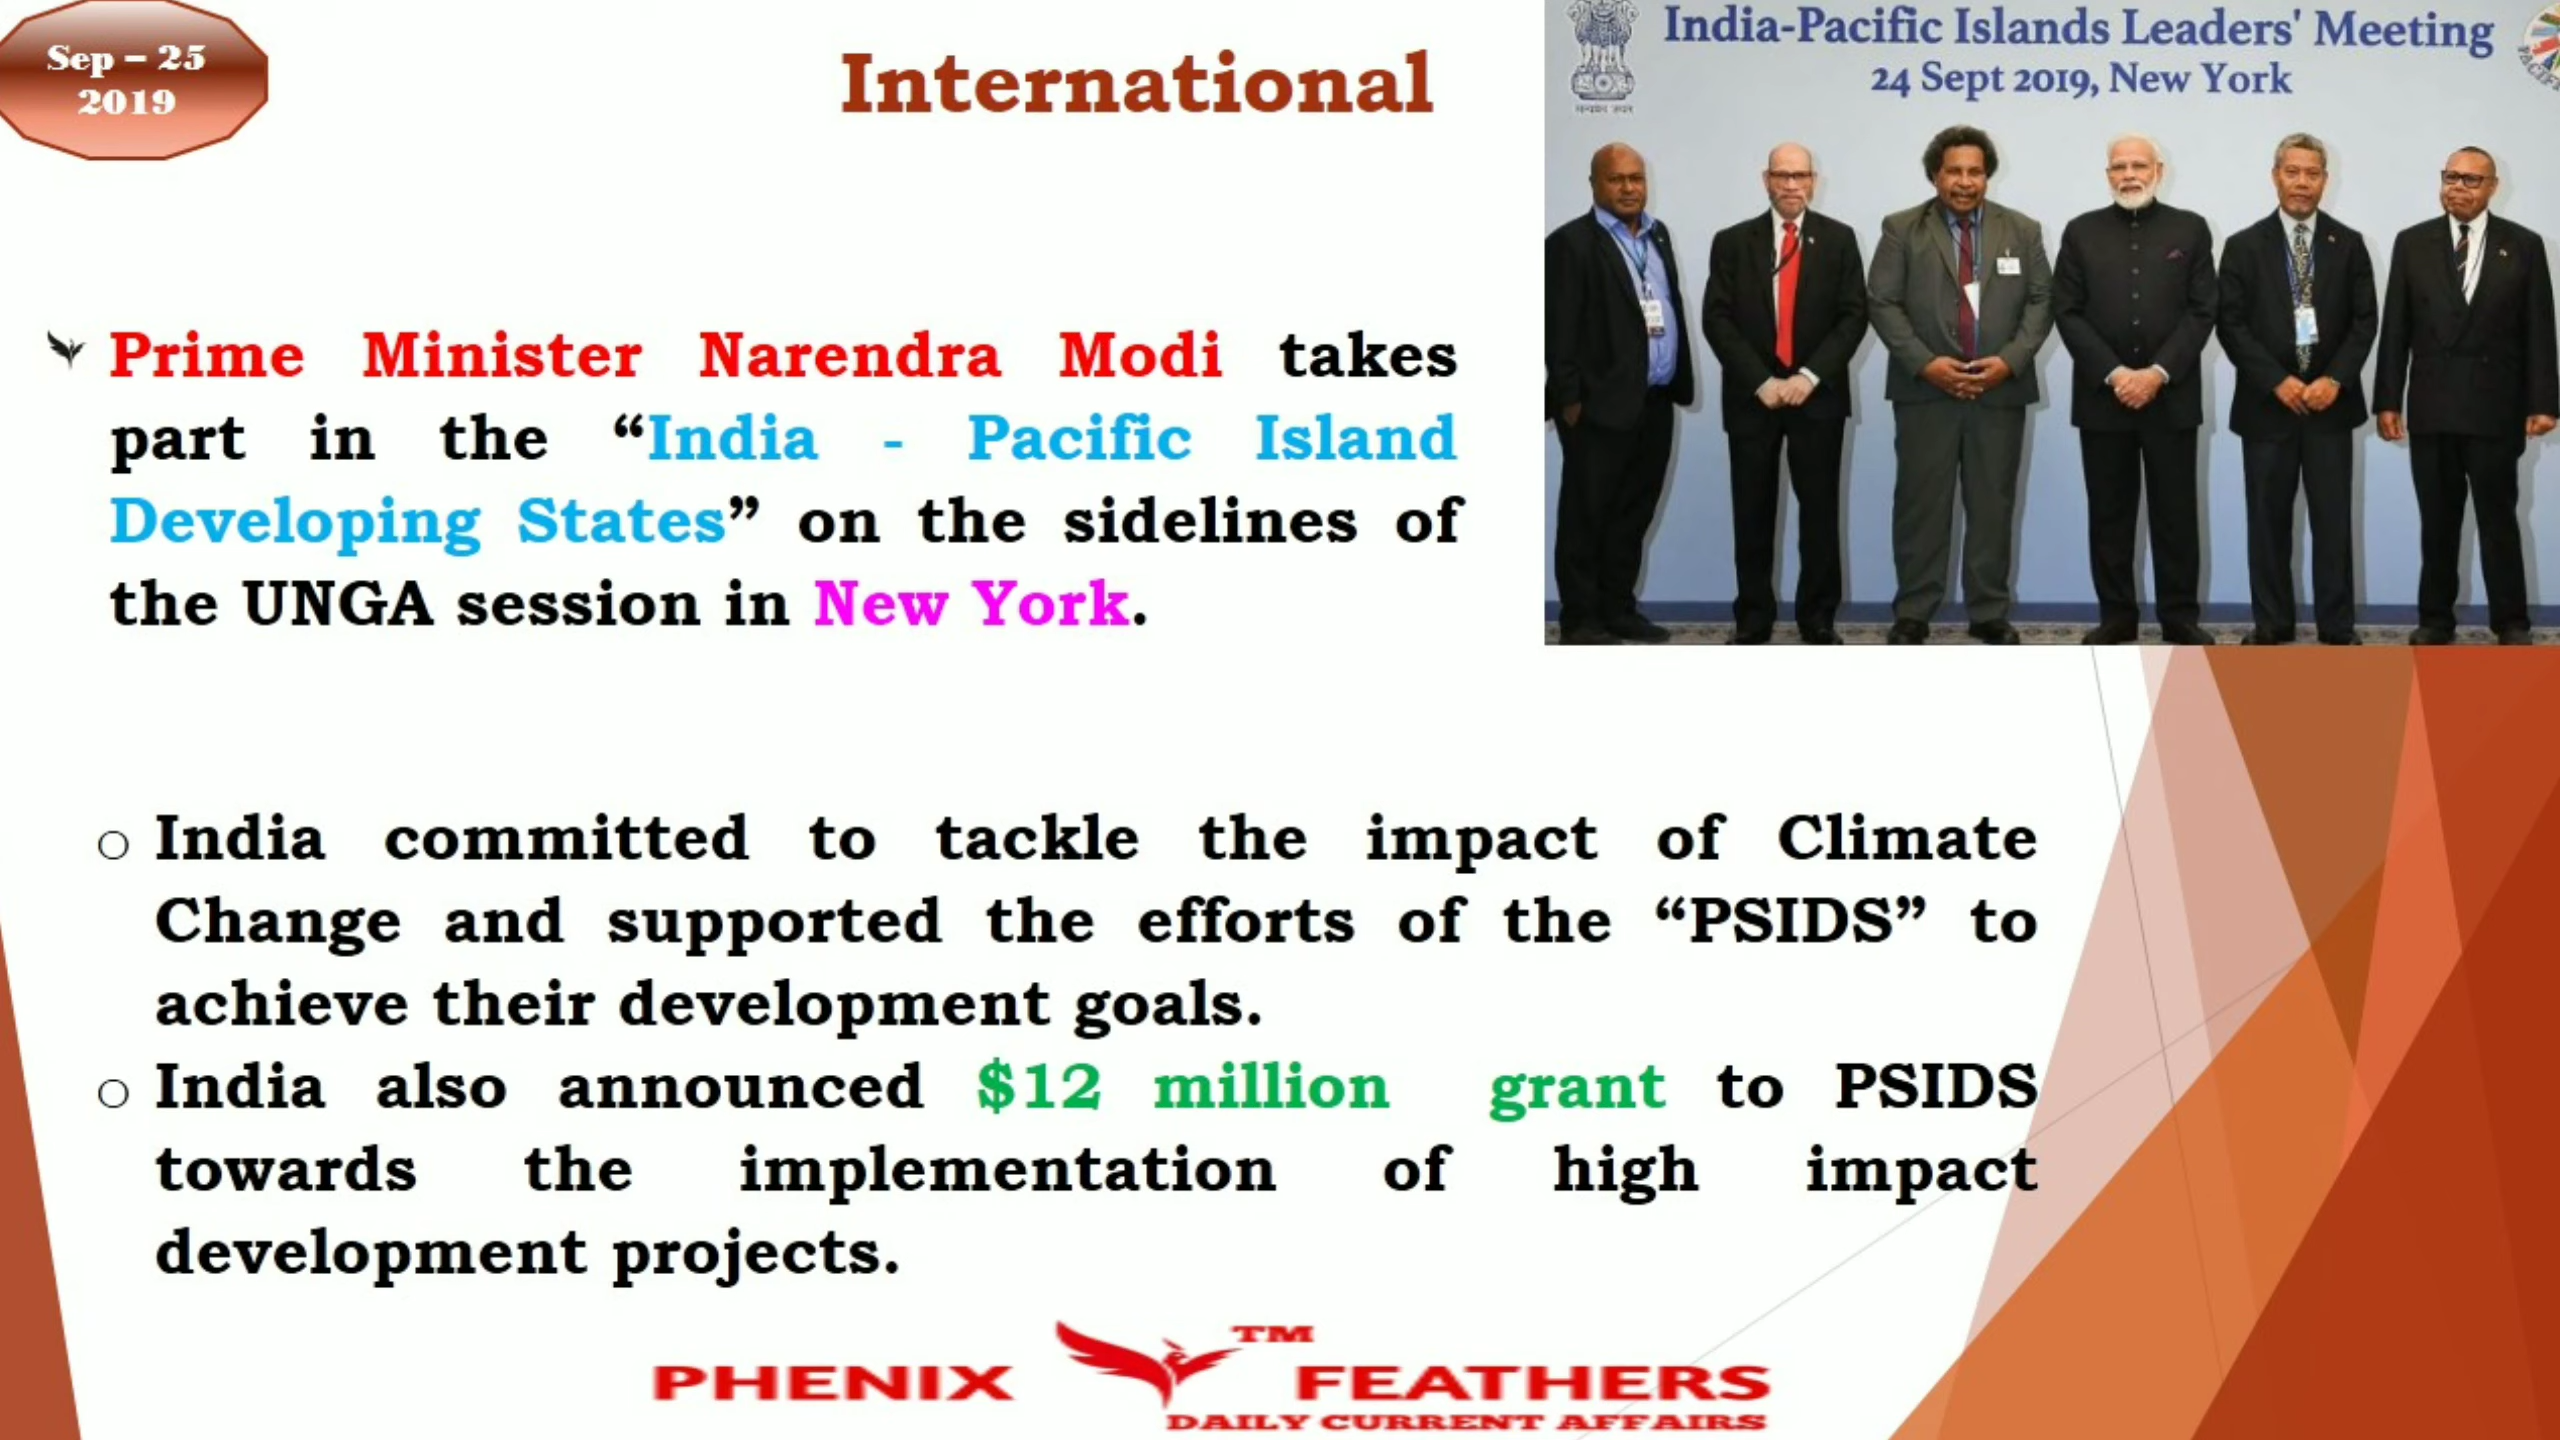 Sep – 25
2019
International
India-Pacific Islands Leaders' Meeting
24 Sept 2019, New York
Prime Minister Narendra Modi takes
part in the “India - Pacific Island
Developing States” on the sidelines of
the UNGA session in New York.
India committed to tackle the impact of Climate
Change and supported the efforts of the “PSIDS” to
achieve their development goals.
India also announced $12 million grant to PSIDS
towards the implementation of high impact
development projects.
PHENIX FEATHERS TM
DAILY CURRENT AFFAIRS